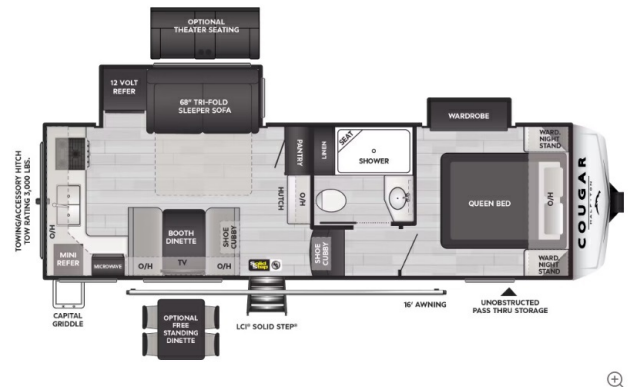 OPTIONAL
THEATER SEATING
12 VOLT
REFER
68" TRI-FOLD
SLEEPER SOFA
WARDROBE
PANTRY
LINEN
SEAT
SHOWER
WARD.
NIGHT
STAND
TOWING/ACCESSORY HITCH
TOW RATING 3,000 LBS.
O/H
HUTCH
O/H
QUEEN BED
O/H
COUGAR
HALF-TON
BOOTH
DINETTE
SHOE
CUBBY
MINI
REFER
MICROWAVE
O/H
TV
O/H
SHOE
CUBBY
WARD.
NIGHT
STAND
CAPITAL
GRIDDLE
OPTIONAL
FREE
STANDING
DINETTE
LCI® SOLID STEP®
16' AWNING
UNOBSTRUCTED
PASS THRU STORAGE